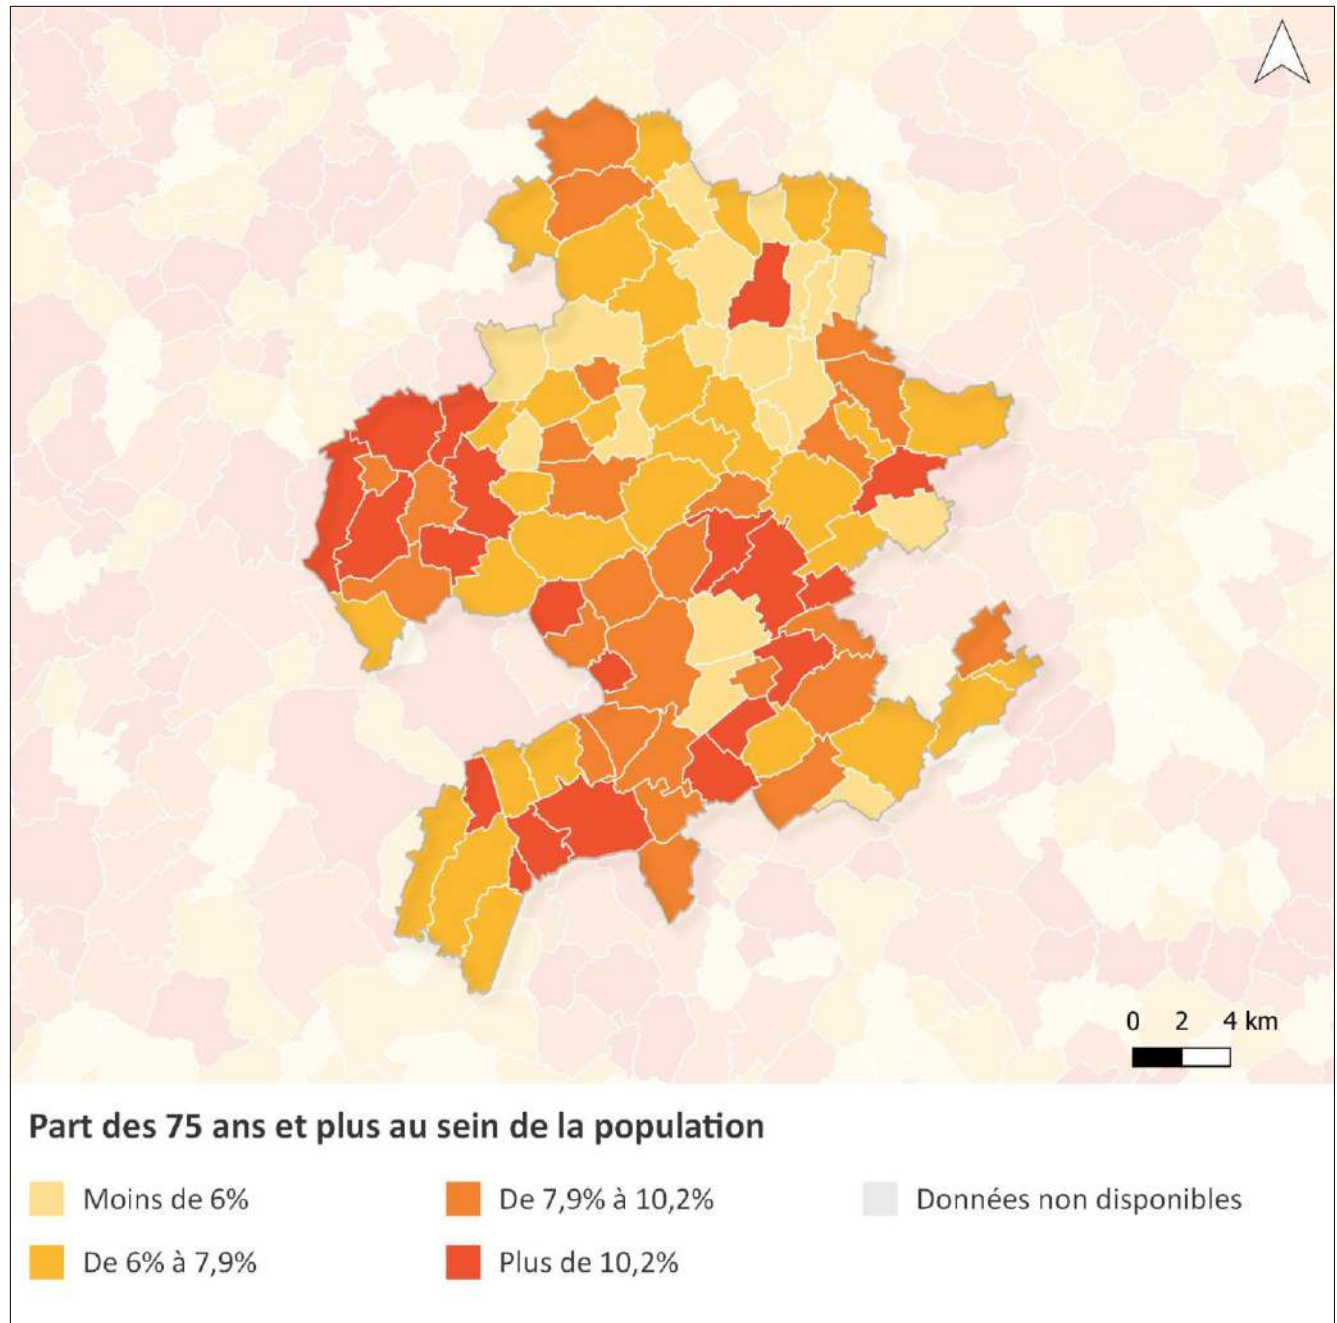 0 2 4 km
Part des 75 ans et plus au sein de la population
Moins de 6%
De 7,9% à 10,2%
Données non disponibles
De 6% à 7,9%
Plus de 10,2%